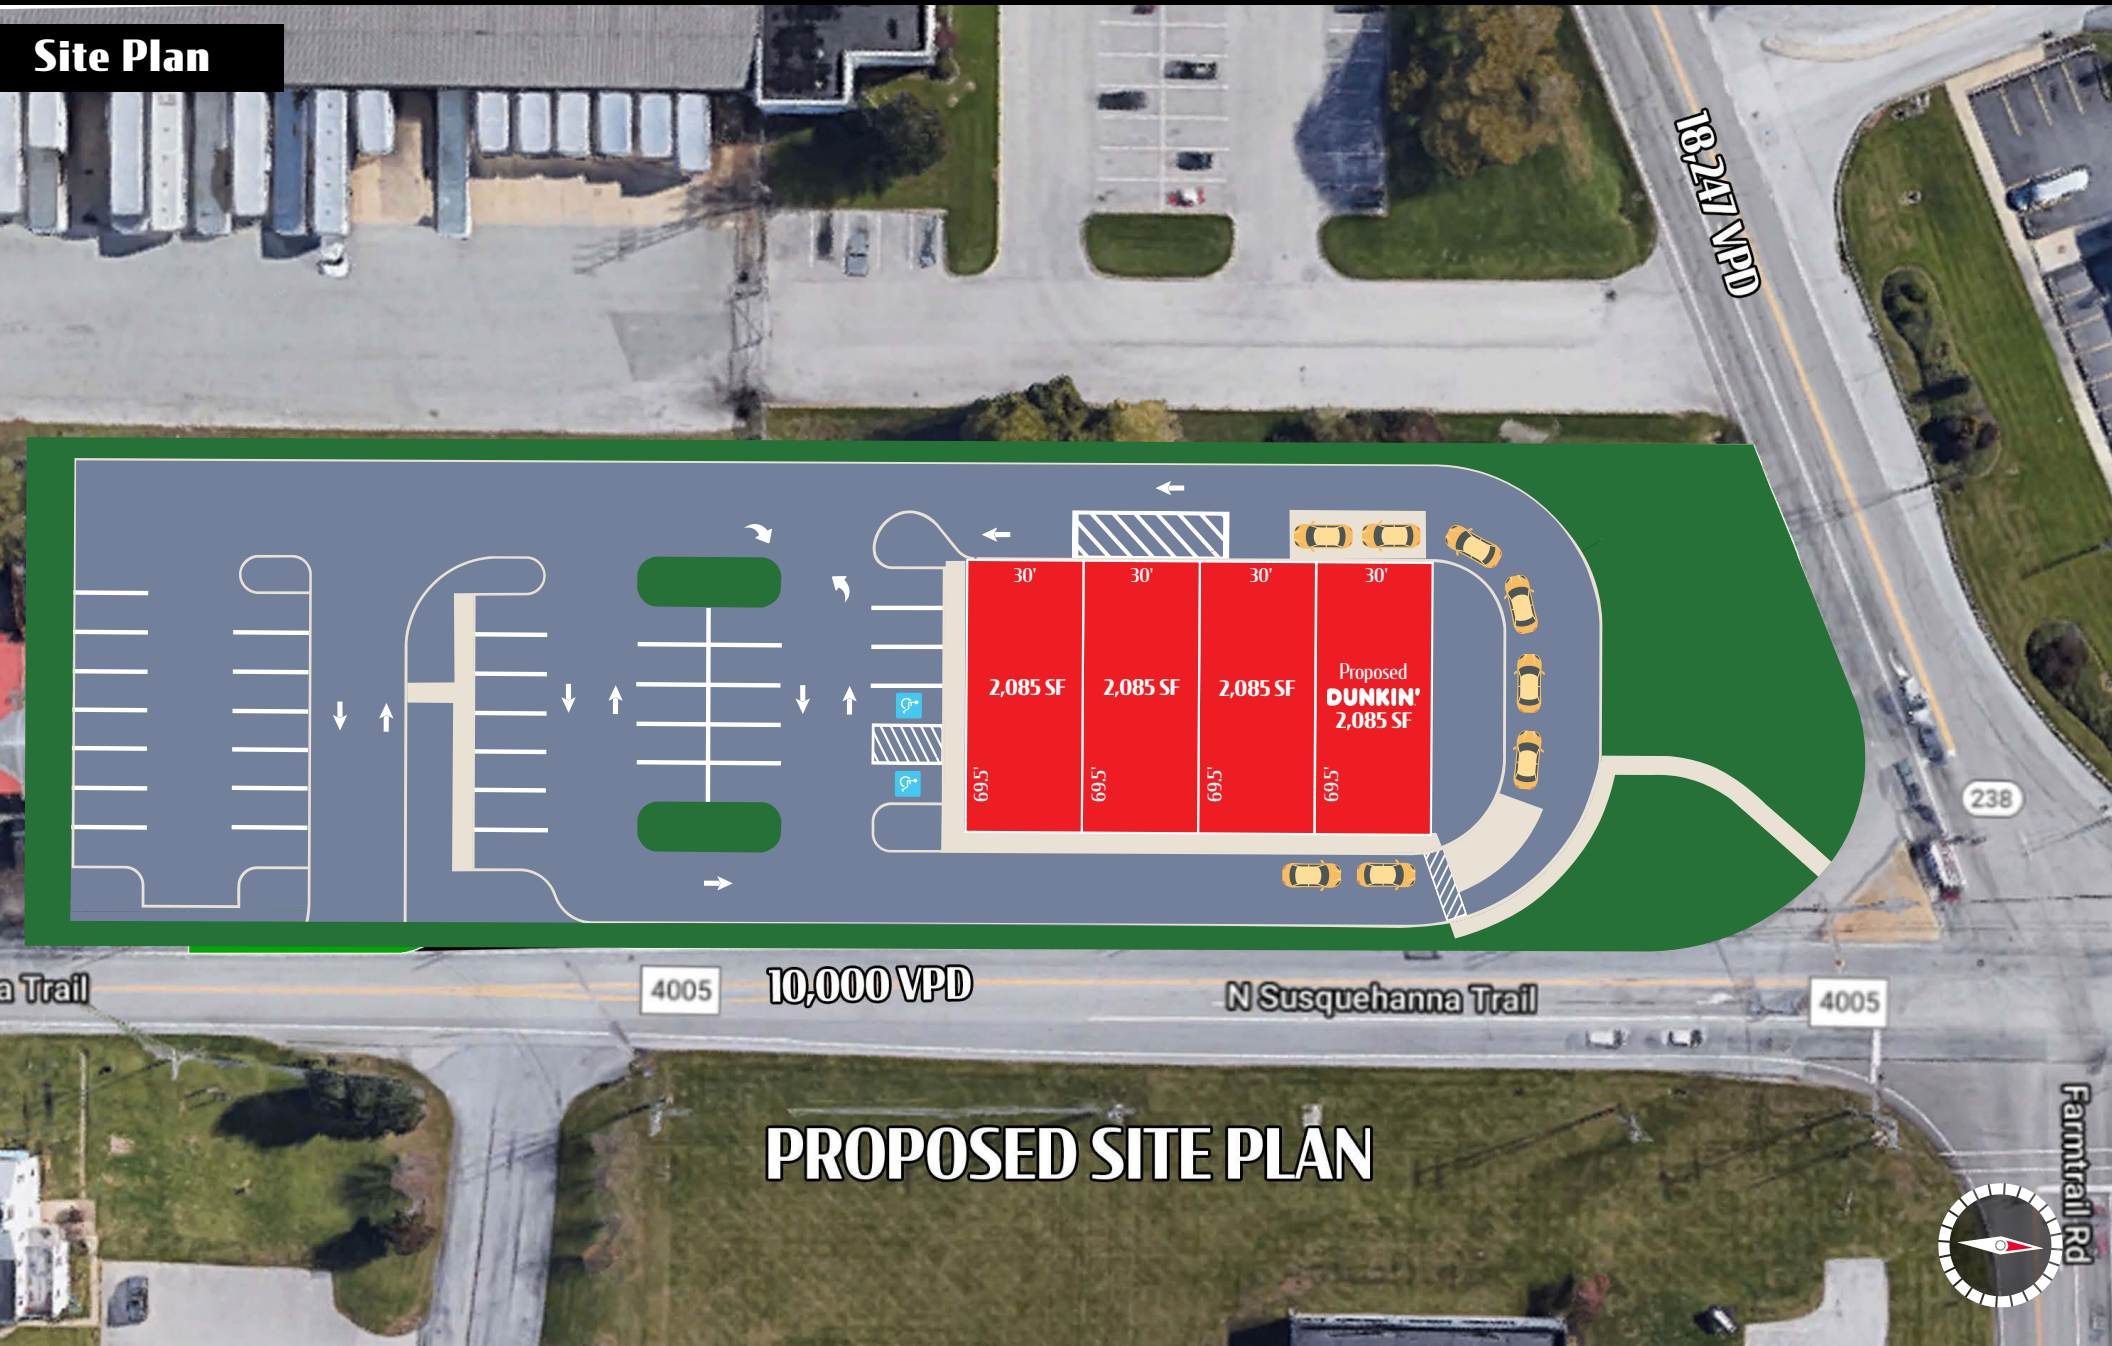 Site Plan
18,247 VPD
30'
30'
30'
30'
2,085 SF
2,085 SF
2,085 SF
Proposed
DUNKIN'
2,085 SF
69.5'
69.5'
69.5'
69.5'
238
a Trail
4005
10,000 VPD
N Susquehanna Trail
4005
PROPOSED SITE PLAN
Farmtrail Rd